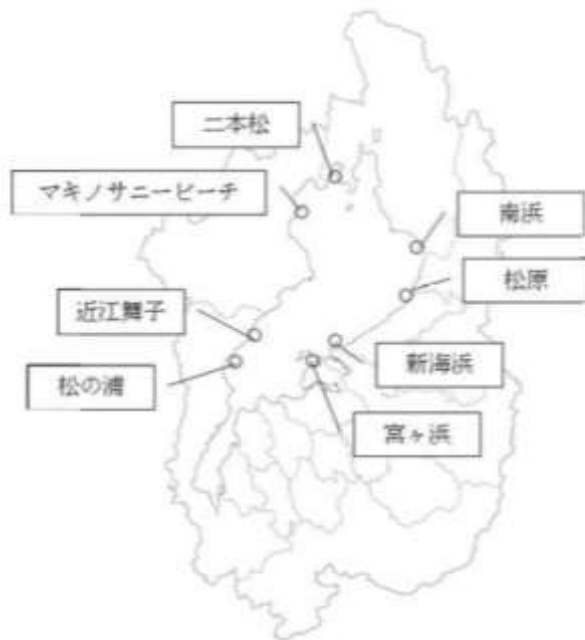 二本松
マキノサニービーチ
南浜
松原
近江舞子
新海浜
松の浦
宮ヶ浜